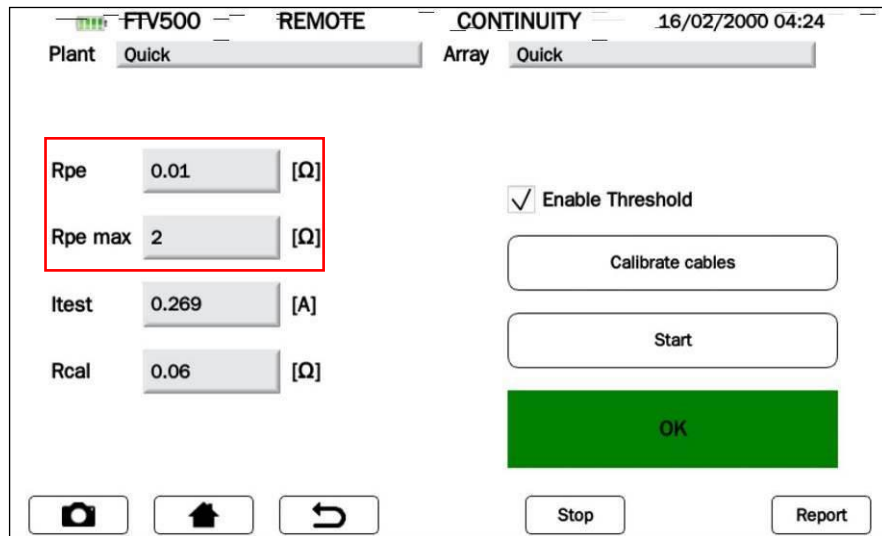 FTV500 REMOTE CONTINUITY 16/02/2000 04:24
Plant Quick Array Quick
Rpe 0.01 [Ω]
Enable Threshold
Rpe max 2 [Ω]
Calibrate cables
Itest 0.269 [A]
Start
Rcal 0.06 [Ω]
OK
Stop Report